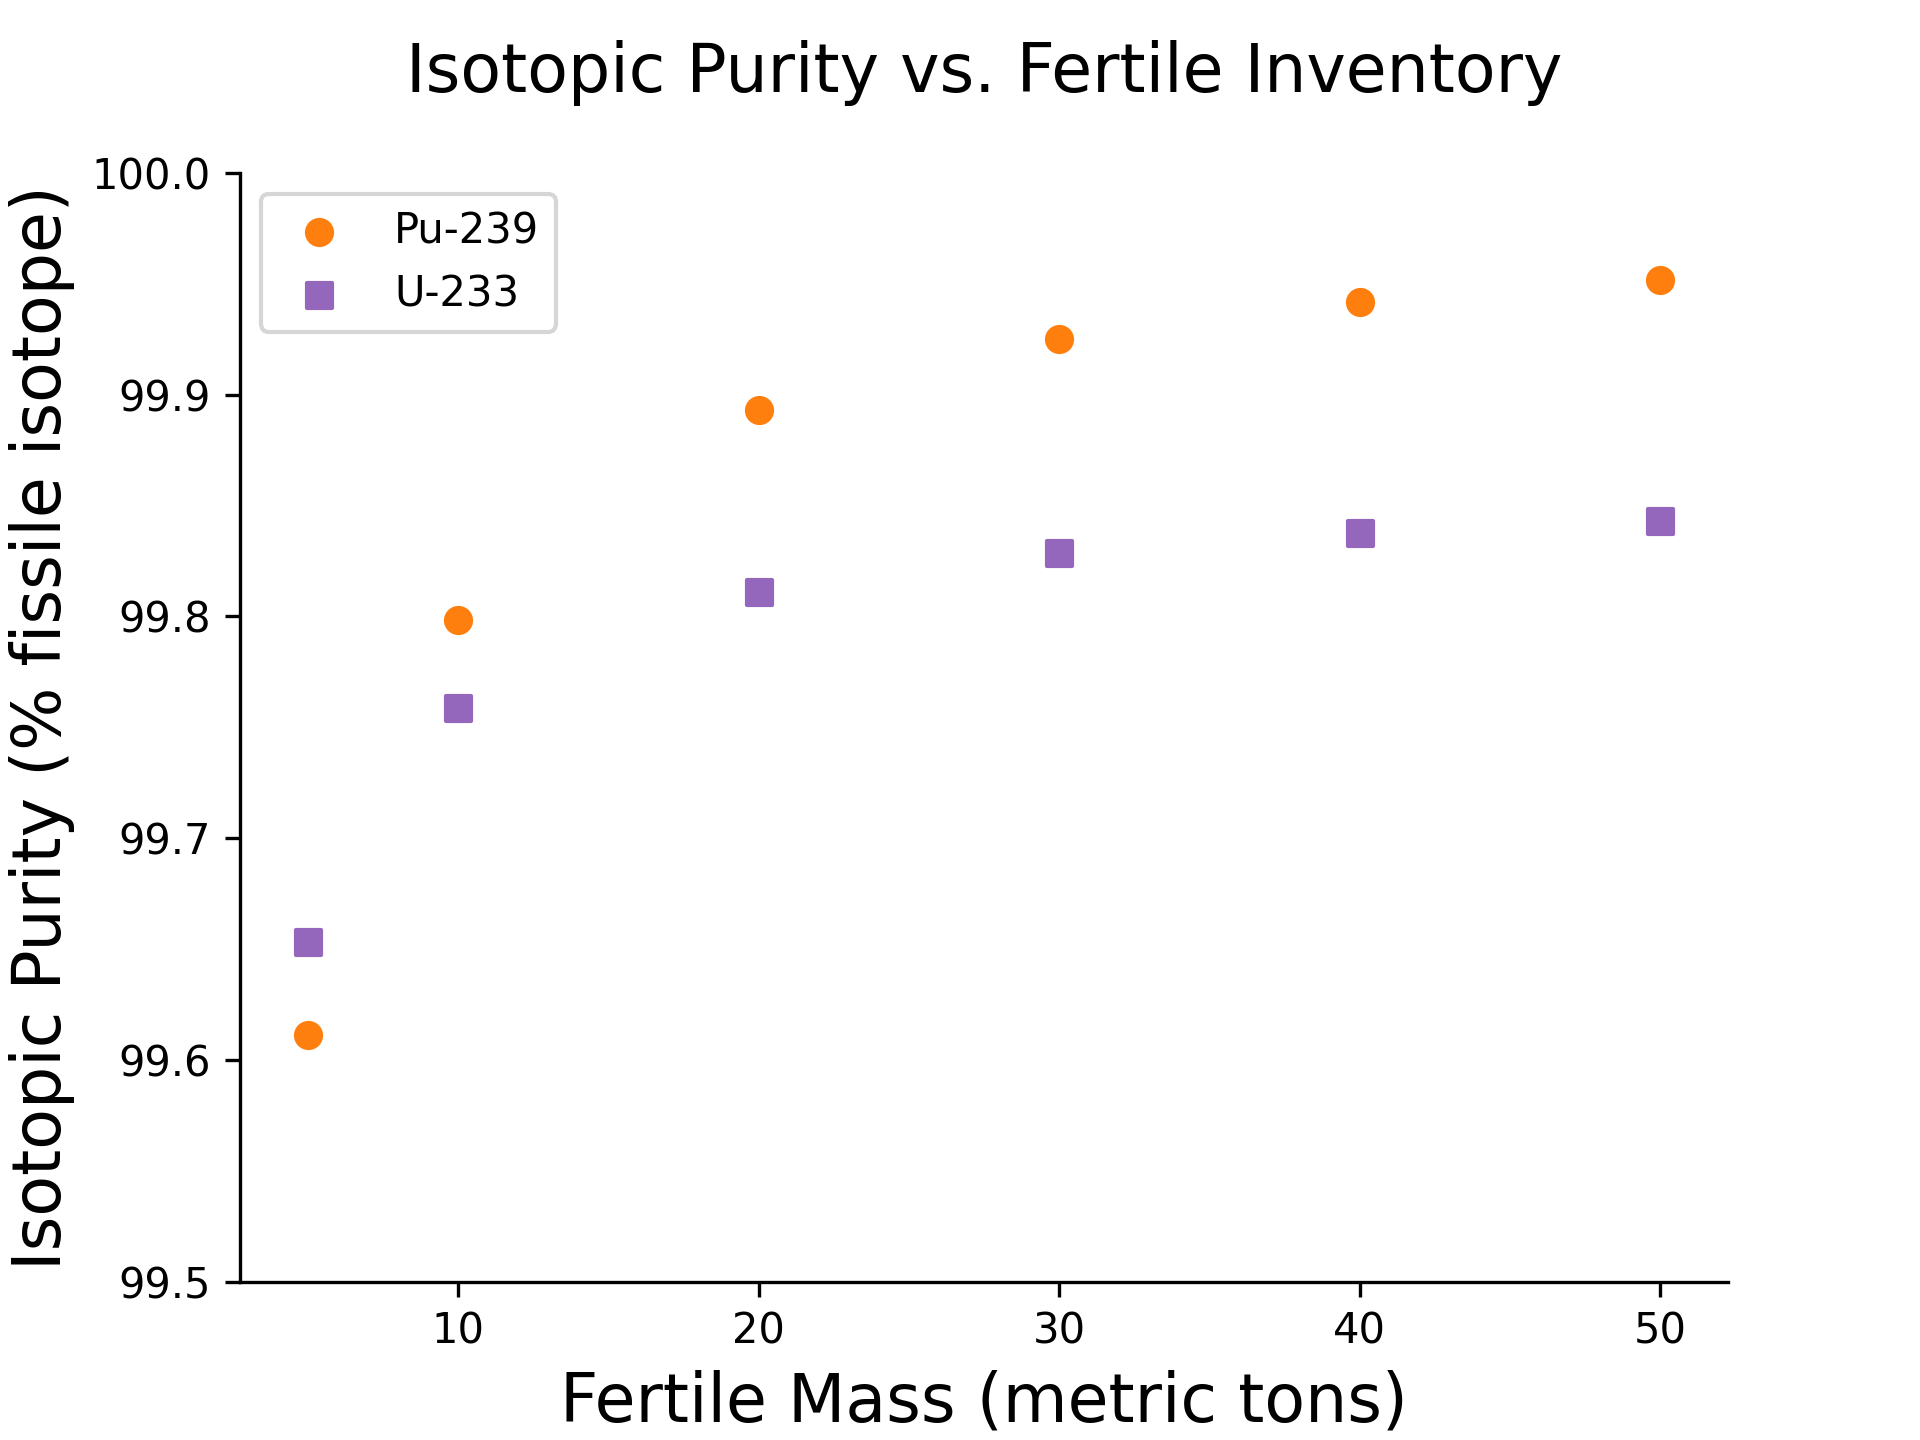 Isotopic Purity vs. Fertile Inventory
Isotopic Purity (% fissile isotope)
100.0
99.9
99.8
99.7
99.6
99.5
Pu-239
U-233
10
20
30
40
50
Fertile Mass (metric tons)